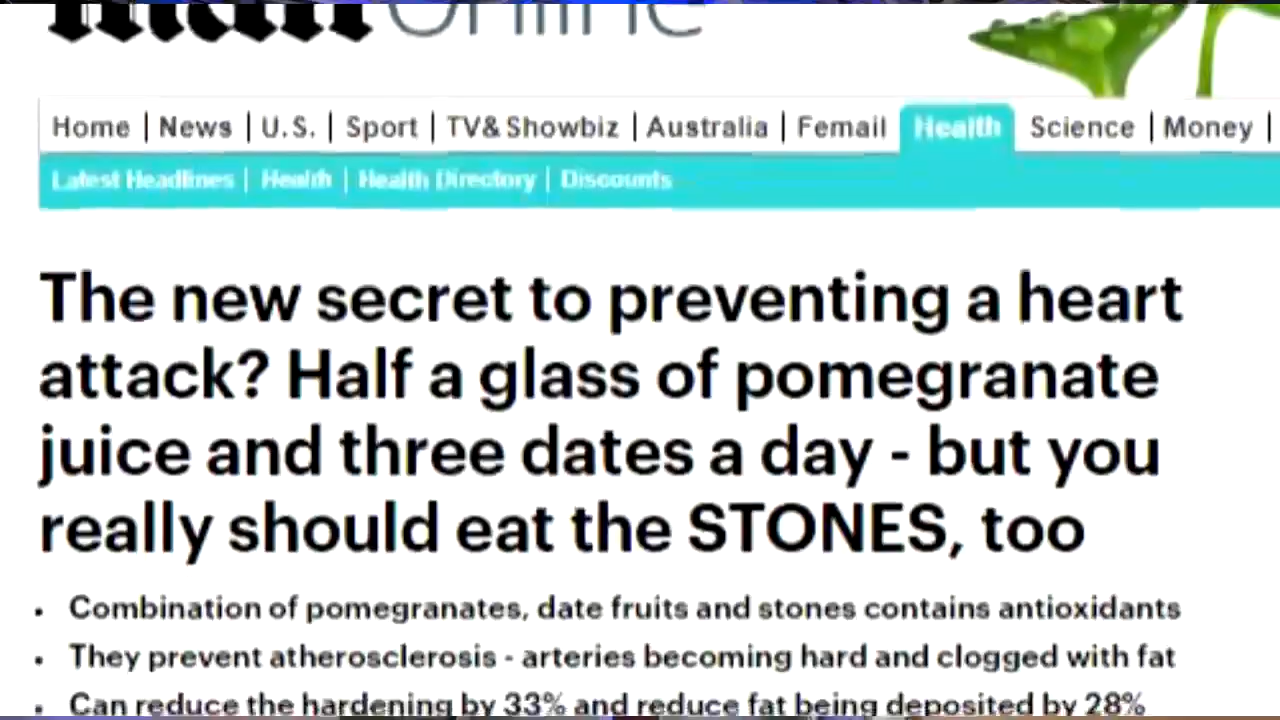 Online
Home | News | U.S. | Sport | TV& Showbiz | Australia | Femail | Health | Science | Money |
Latest Headlines | Health | Health Directory | Discounts
The new secret to preventing a heart
attack? Half a glass of pomegranate
juice and three dates a day - but you
really should eat the STONES, too
• Combination of pomegranates, date fruits and stones contains antioxidants
• They prevent atherosclerosis - arteries becoming hard and clogged with fat
• Can reduce the hardening by 33% and reduce fat being deposited by 28%